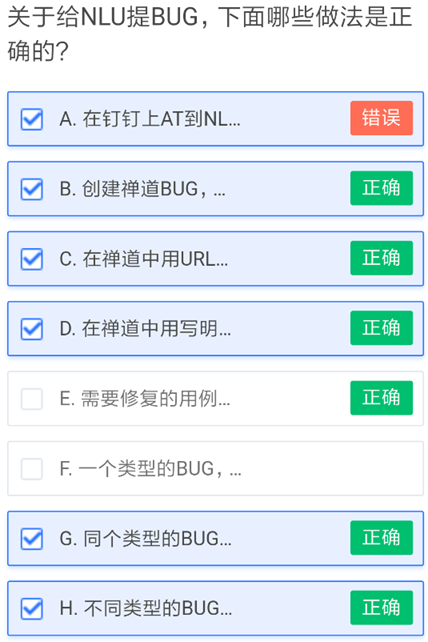 关于给NLU提BUG，下面哪些做法是正
确的？
A. 在钉钉上AT到NL... 错误
B. 创建禅道BUG，... 正确
C. 在禅道中用URL... 正确
D. 在禅道中用写明... 正确
E. 需要修复的用例... 正确
F. 一个类型的BUG，...
G. 同个类型的BUG... 正确
H. 不同类型的BUG... 正确